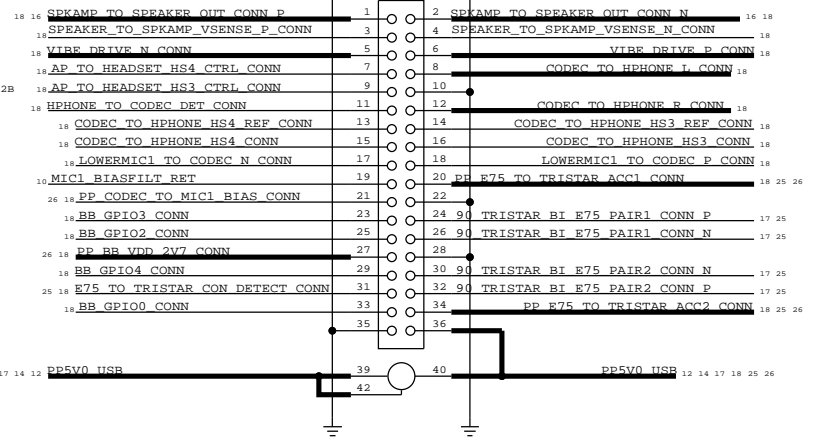 18 16 SPKAMP_TO_SPEAKER_OUT_CONN_P 1 2 SPKAMP_TO_SPEAKER_OUT_CONN_N 16 18
18 SPEAKER_TO_SPKAMP_VSENSE_P_CONN 3 4 SPEAKER_TO_SPKAMP_VSENSE_N_CONN 18
18 VIBE_DRIVE_N_CONN 5 6 VIBE_DRIVE_P_CONN 18
18 AP_TO_HEADSET_HS4_CTRL_CONN 7 8 CODEC_TO_HPHONE_L_CONN 18
2B 18 AP_TO_HEADSET_HS3_CTRL_CONN 9 10
18 HPHONE_TO_CODEC_DET_CONN 11 12 CODEC_TO_HPHONE_R_CONN 18
18 CODEC_TO_HPHONE_HS4_REF_CONN 13 14 CODEC_TO_HPHONE_HS3_REF_CONN 18
18 CODEC_TO_HPHONE_HS4_CONN 15 16 CODEC_TO_HPHONE_HS3_CONN 18
18 LOWERMIC1_TO_CODEC_N_CONN 17 18 LOWERMIC1_TO_CODEC_P_CONN 18
10 MIC1_BIASFILT_RET 19 20 PP_E75_TO_TRISTAR_ACC1_CONN 18 25 26
26 18 PP_CODEC_TO_MIC1_BIAS_CONN 21 22
18 BB_GPIO3_CONN 23 24 90_TRISTAR_BI_E75_PAIR1_CONN_P 17 25
18 BB_GPIO2_CONN 25 26 90_TRISTAR_BI_E75_PAIR1_CONN_N 17 25
26 18 PP_BB_VDD_2V7_CONN 27 28
18 BB_GPIO4_CONN 29 30 90_TRISTAR_BI_E75_PAIR2_CONN_N 17 25
25 18 E75_TO_TRISTAR_CON_DETECT_CONN 31 32 90_TRISTAR_BI_E75_PAIR2_CONN_P 17 25
18 BB_GPIO0_CONN 33 34 PP_E75_TO_TRISTAR_ACC2_CONN 18 25 26
35 36
17 14 12 PP5V0_USB 39 40 PP5V0_USB 12 14 17 18 25 26
42